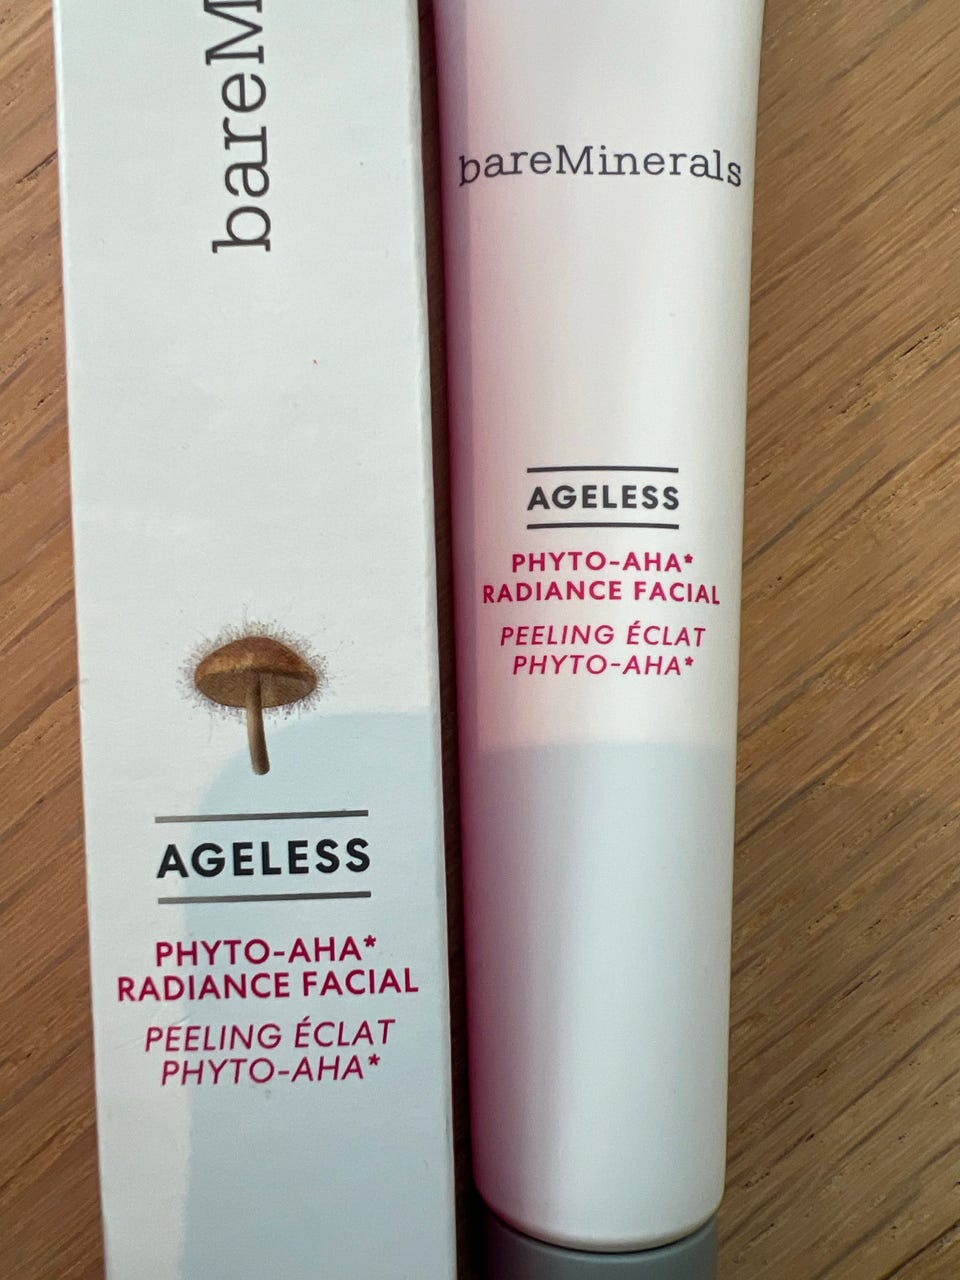 bareM
AGELESS
PHYTO-AHA*
RADIANCE FACIAL
PEELING ÉCLAT
PHYTO-AHA*
bareMinerals
AGELESS
PHYTO-AHA*
RADIANCE FACIAL
PEELING ÉCLAT
PHYTO-AHA*